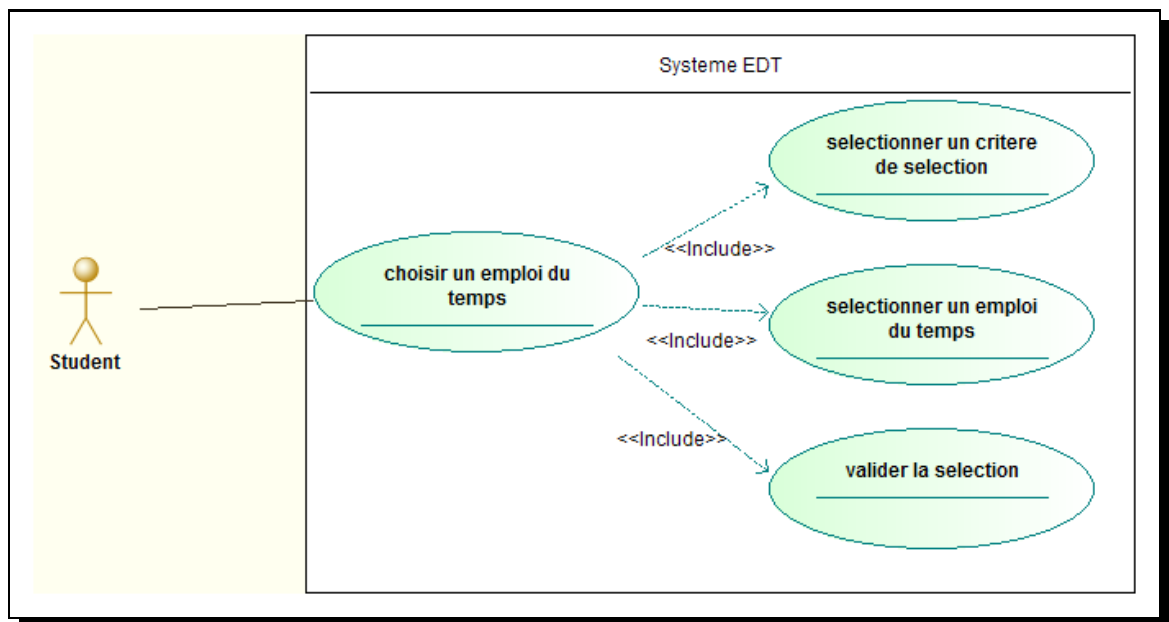 Systeme EDT
selectionner un critere
de selection
<<Include>>
choisir un emploi du
temps
selectionner un emploi
du temps
<<Include>>
Student
<<Include>>
valider la selection